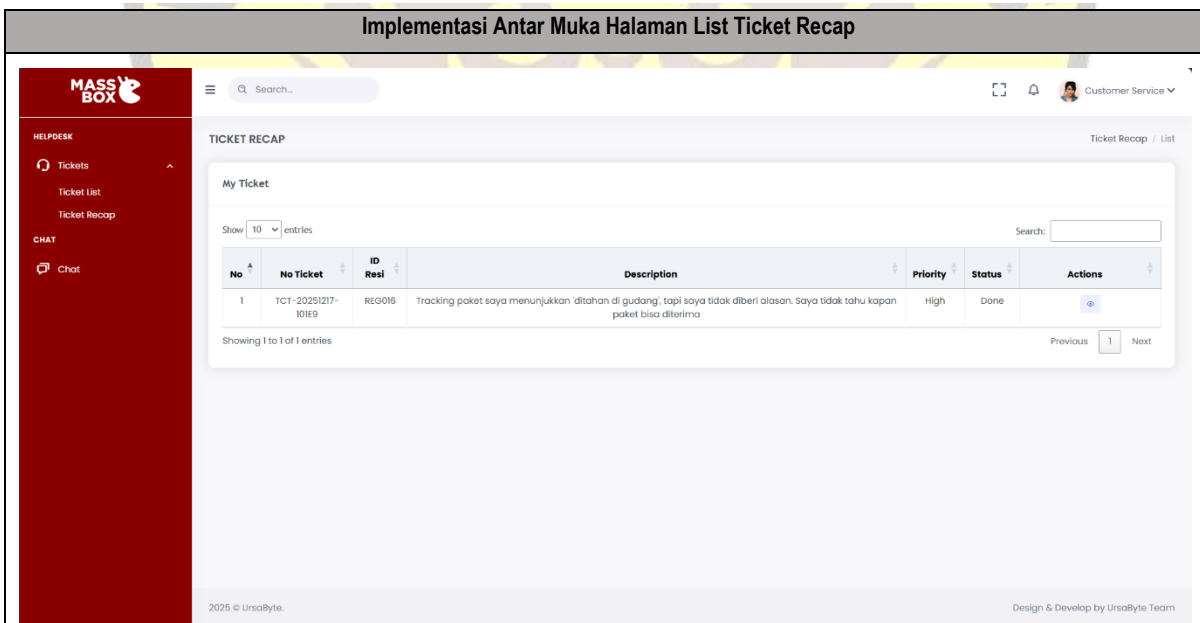 Implementasi Antar Muka Halaman List Ticket Recap
MASS
BOX
Search...
Customer Service
HELPDESK
Tickets
Ticket List
Ticket Recap
CHAT
Chat
TICKET RECAP
Ticket Recap / List
My Ticket
Show 10 entries
Search:
No
No Ticket
ID
Resi
Description
Priority
Status
Actions
1
TCT-20251217-
101E9
REG016
Tracking paket saya menunjukkan 'ditahan di gudang', tapi saya tidak diberi alasan. Saya tidak tahu kapan
paket bisa diterima
High
Done
Showing 1 to 1 of 1 entries
Previous 1 Next
2025 © UrsaByte.
Design & Develop by UrsaByte Team